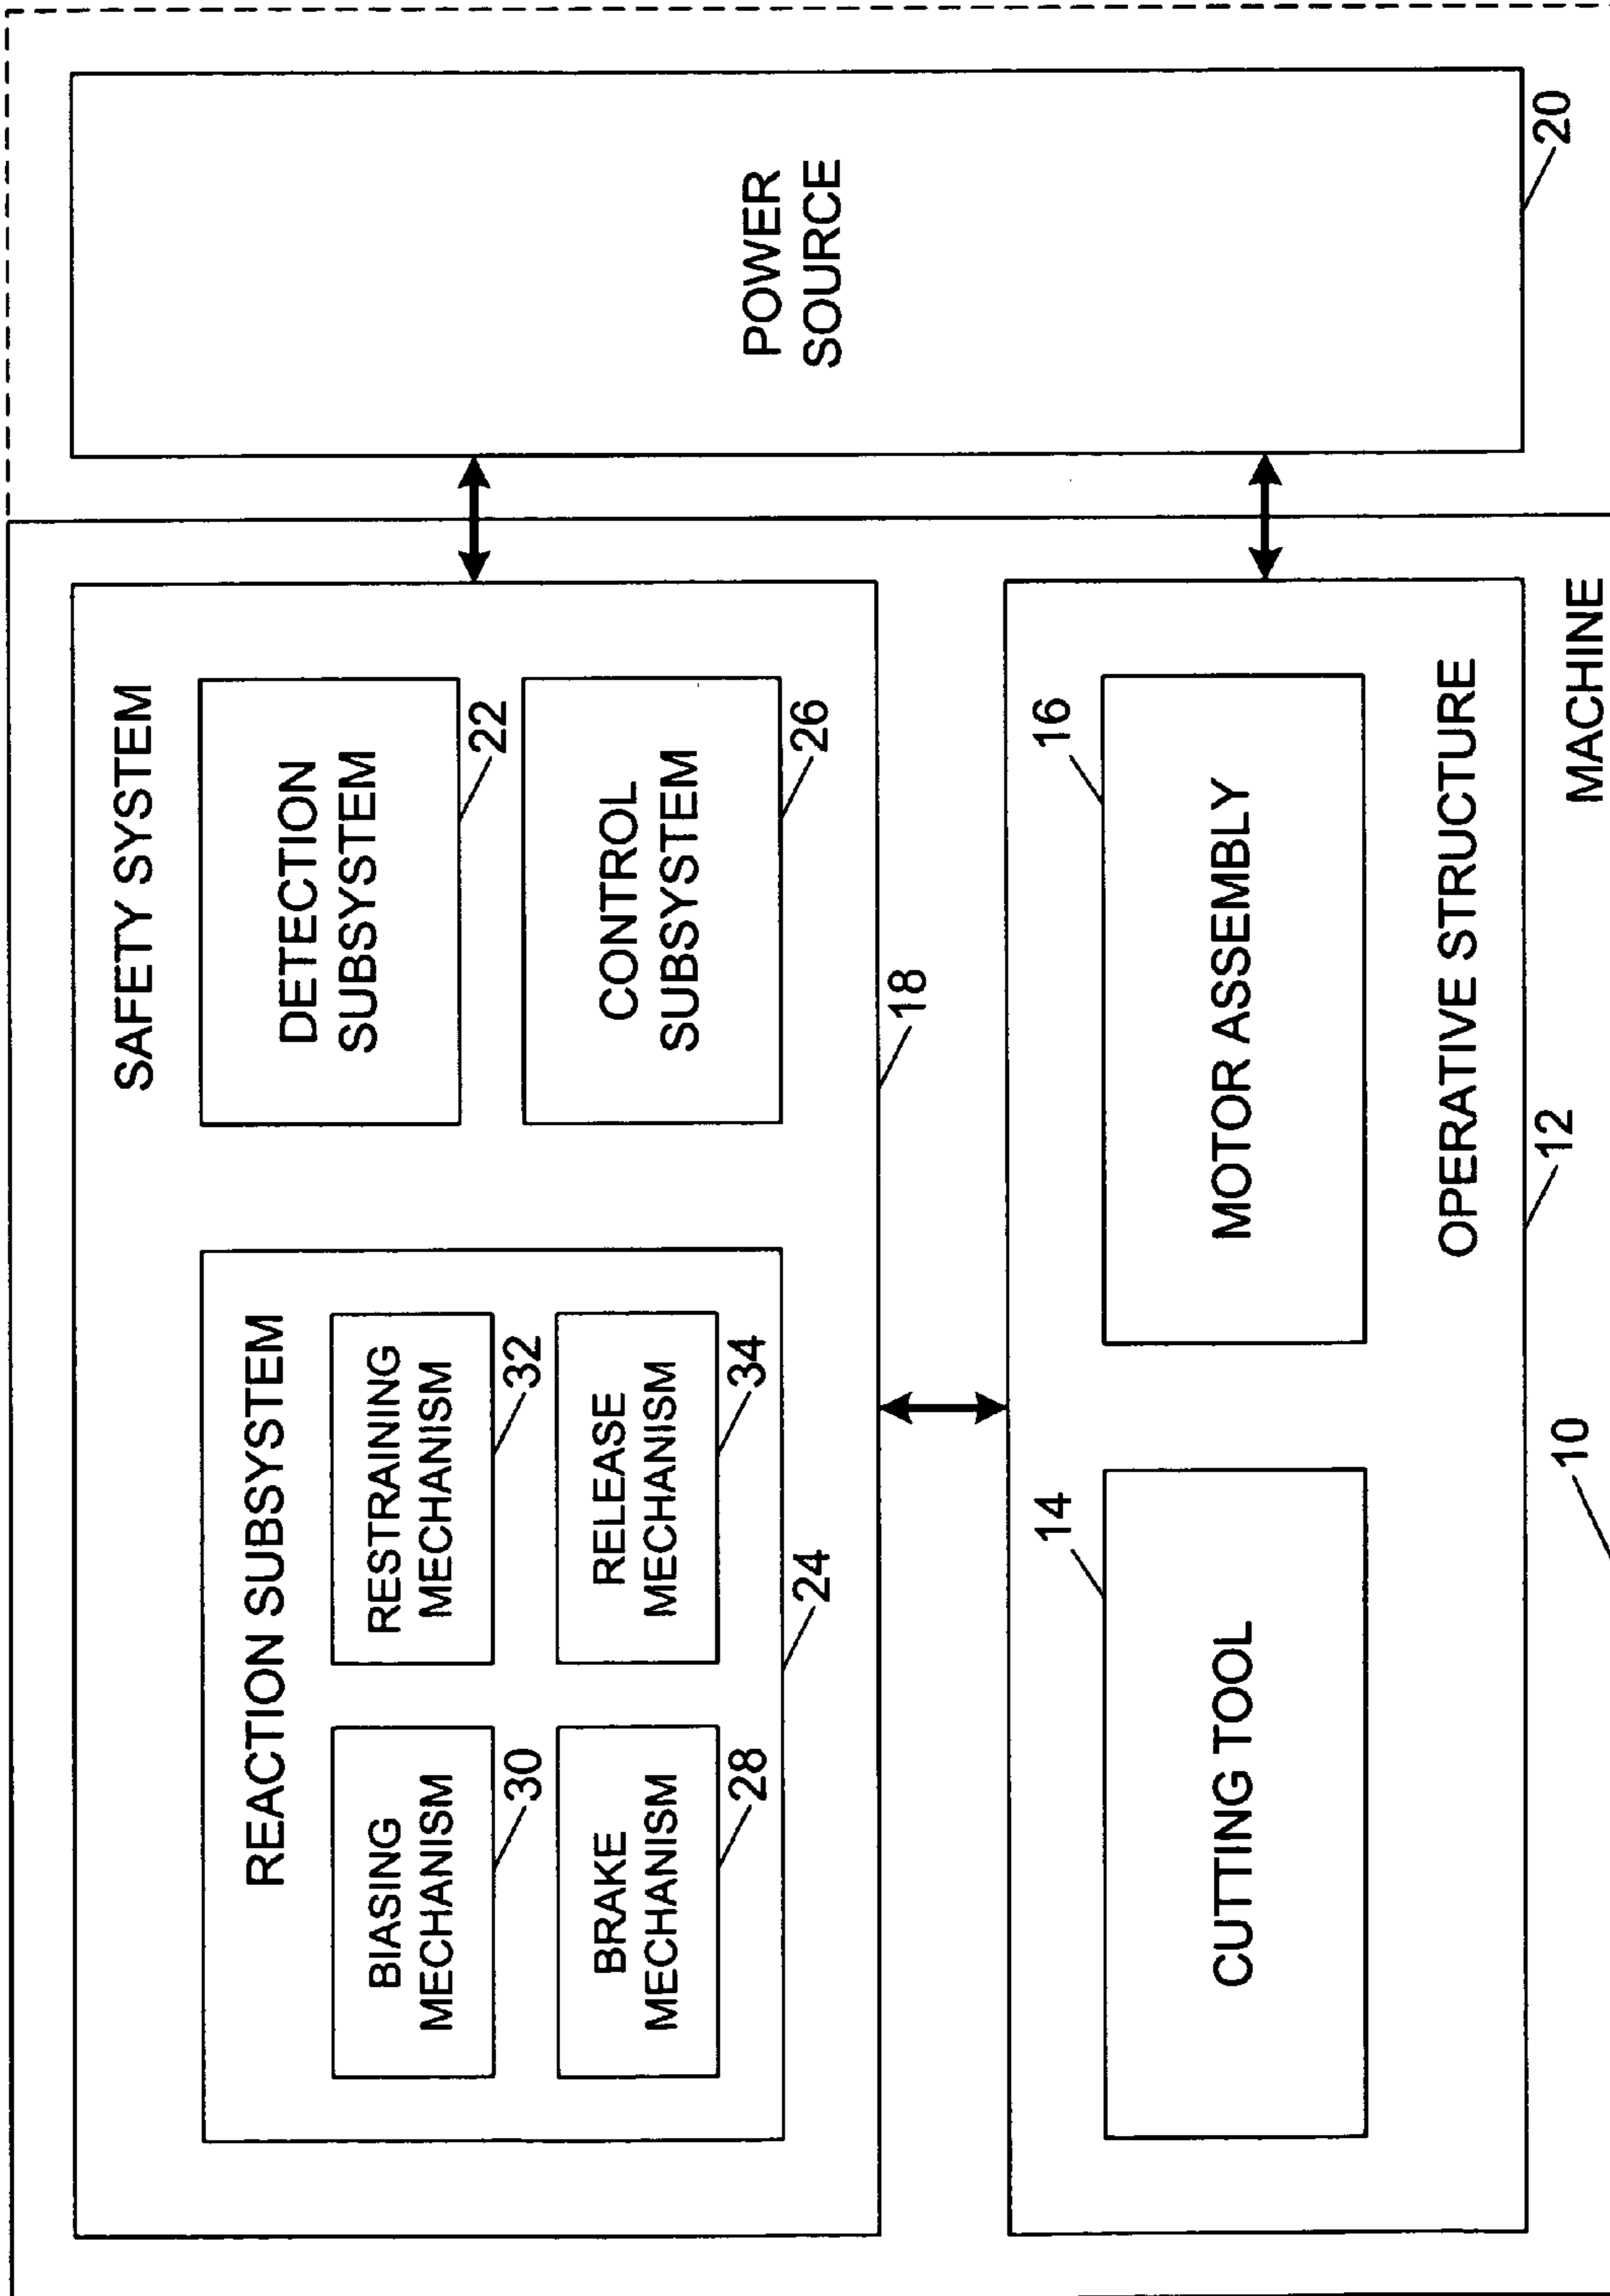 SAFETY SYSTEM
REACTION SUBSYSTEM
BIASING
MECHANISM
30
RESTRAINING
MECHANISM
32
BRAKE
MECHANISM
28
RELEASE
MECHANISM
34
24
DETECTION
SUBSYSTEM
22
CONTROL
SUBSYSTEM
26
18
POWER
SOURCE
20
14
CUTTING TOOL
16
MOTOR ASSEMBLY
OPERATIVE STRUCTURE
12
10
MACHINE